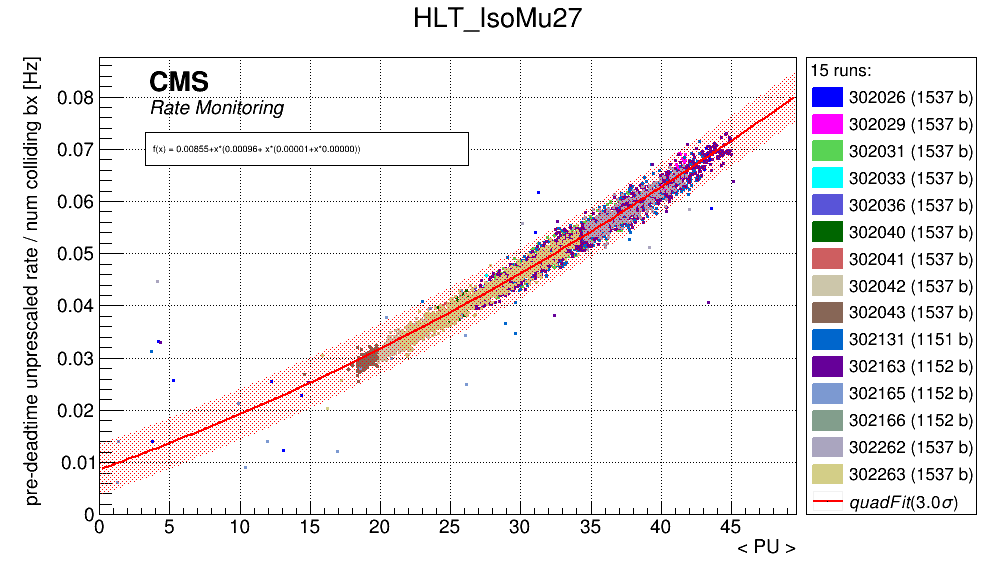 HLT_IsoMu27
pre-deadtime unprescaled rate / num colliding bx [Hz]
CMS
Rate Monitoring
f(x) = 0.00855+x*(0.00096+ x*(0.00001+x*0.00000))
0.08
0.07
0.06
0.05
0.04
0.03
0.02
0.01
0
0 5 10 15 20 25 30 35 40 45
< PU >
15 runs:
302026 (1537 b)
302029 (1537 b)
302031 (1537 b)
302033 (1537 b)
302036 (1537 b)
302040 (1537 b)
302041 (1537 b)
302042 (1537 b)
302043 (1537 b)
302131 (1151 b)
302163 (1152 b)
302165 (1152 b)
302166 (1152 b)
302262 (1537 b)
302263 (1537 b)
quadFit(3.0σ)